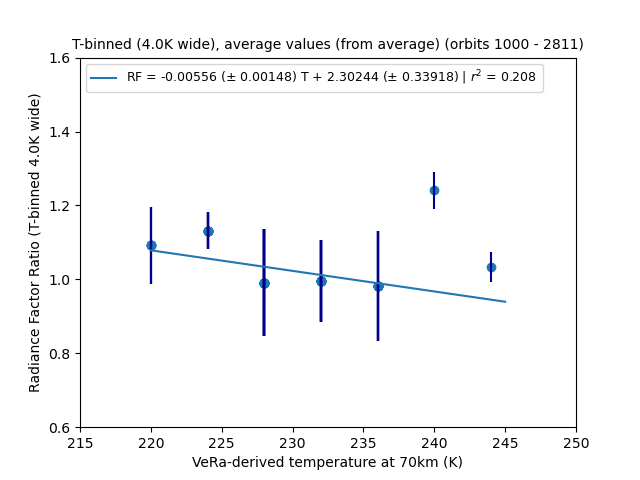 T-binned (4.0K wide), average values (from average) (orbits 1000 - 2811)
RF = -0.00556 (± 0.00148) T + 2.30244 (± 0.33918) | r² = 0.208
Radiance Factor Ratio (T-binned 4.0K wide)
1.6
1.4
1.2
1.0
0.8
0.6
215 220 225 230 235 240 245 250
VeRa-derived temperature at 70km (K)